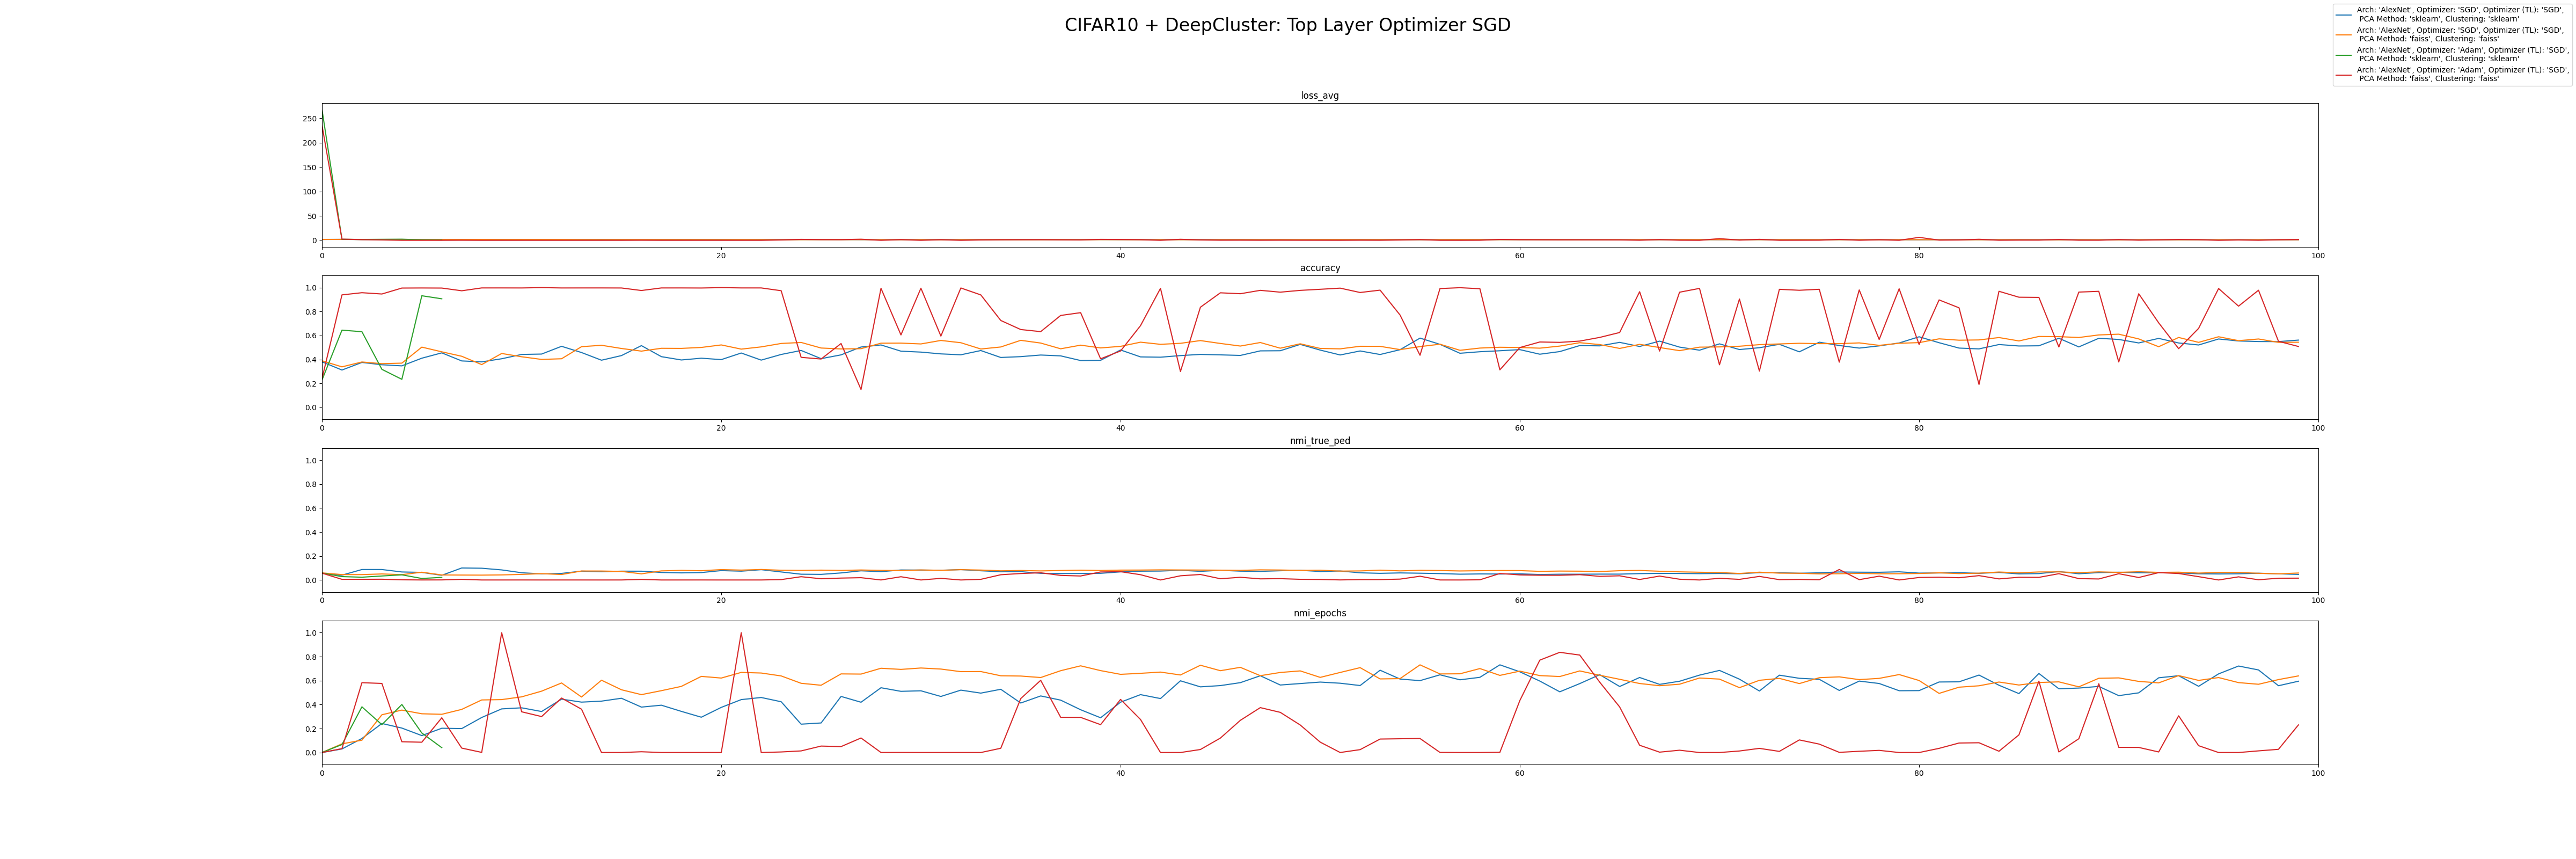 CIFAR10 + DeepCluster: Top Layer Optimizer SGD
Arch: 'AlexNet', Optimizer: 'SGD', Optimizer (TL): 'SGD',
PCA Method: 'sklearn', Clustering: 'sklearn'
Arch: 'AlexNet', Optimizer: 'SGD', Optimizer (TL): 'SGD',
PCA Method: 'faiss', Clustering: 'faiss'
Arch: 'AlexNet', Optimizer: 'Adam', Optimizer (TL): 'SGD',
PCA Method: 'sklearn', Clustering: 'sklearn'
Arch: 'AlexNet', Optimizer: 'Adam', Optimizer (TL): 'SGD',
PCA Method: 'faiss', Clustering: 'faiss'
loss_avg
250
200
150
100
50
0
0 20 40 60 80 100
accuracy
1.0
0.8
0.6
0.4
0.2
0.0
0 20 40 60 80 100
nmi_true_ped
1.0
0.8
0.6
0.4
0.2
0.0
0 20 40 60 80 100
nmi_epochs
1.0
0.8
0.6
0.4
0.2
0.0
0 20 40 60 80 100